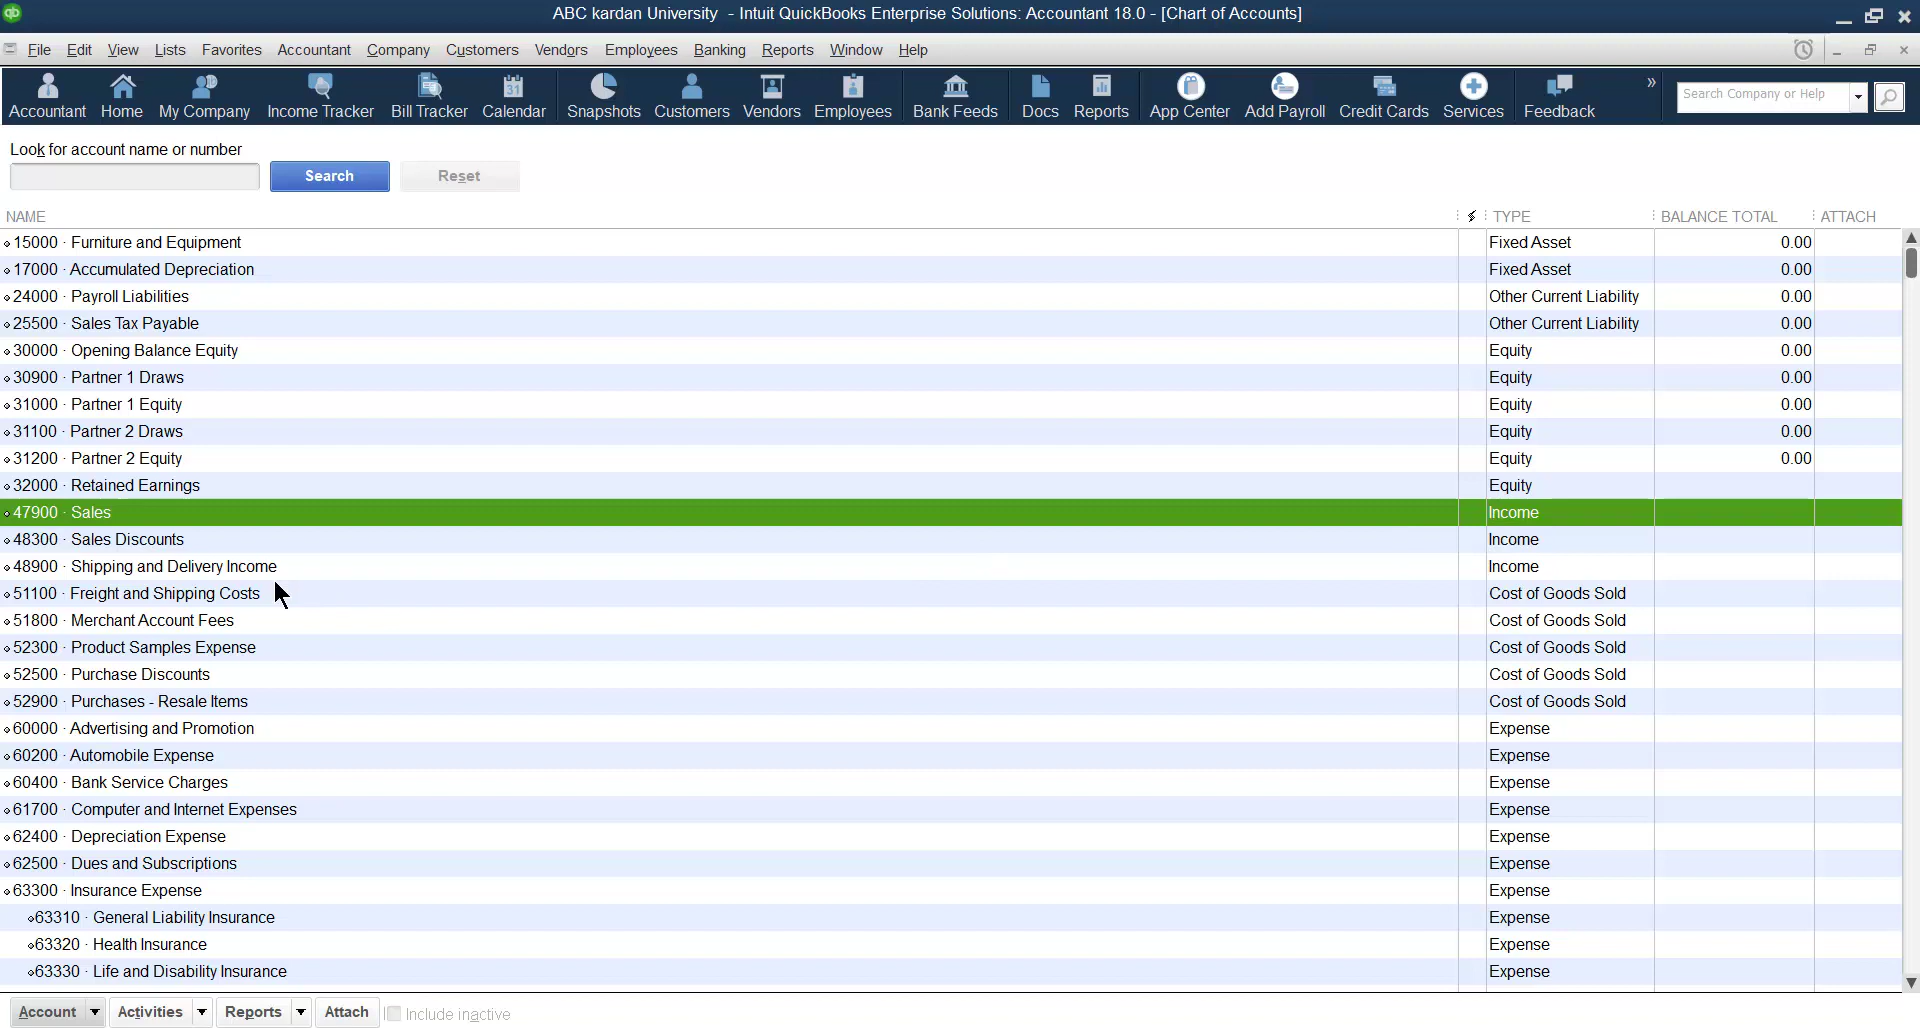 ABC kardan University - Intuit QuickBooks Enterprise Solutions: Accountant 18.0 - [Chart of Accounts]
File Edit View Lists Favorites Accountant Company Customers Vendors Employees Banking Reports Window Help
Accountant Home My Company Income Tracker Bill Tracker Calendar Snapshots Customers Vendors Employees Bank Feeds Docs Reports App Center Add Payroll Credit Cards Services Feedback » Search Company or Help
Look for account name or number
Search Reset
NAME TYPE BALANCE TOTAL ATTACH
15000 · Furniture and Equipment Fixed Asset 0.00
17000 · Accumulated Depreciation Fixed Asset 0.00
24000 · Payroll Liabilities Other Current Liability 0.00
25500 · Sales Tax Payable Other Current Liability 0.00
30000 · Opening Balance Equity Equity 0.00
30900 · Partner 1 Draws Equity 0.00
31000 · Partner 1 Equity Equity 0.00
31100 · Partner 2 Draws Equity 0.00
31200 · Partner 2 Equity Equity 0.00
32000 · Retained Earnings Equity
47900 · Sales Income
48300 · Sales Discounts Income
48900 · Shipping and Delivery Income Income
51100 · Freight and Shipping Costs Cost of Goods Sold
51800 · Merchant Account Fees Cost of Goods Sold
52300 · Product Samples Expense Cost of Goods Sold
52500 · Purchase Discounts Cost of Goods Sold
52900 · Purchases - Resale Items Cost of Goods Sold
60000 · Advertising and Promotion Expense
60200 · Automobile Expense Expense
60400 · Bank Service Charges Expense
61700 · Computer and Internet Expenses Expense
62400 · Depreciation Expense Expense
62500 · Dues and Subscriptions Expense
63300 · Insurance Expense Expense
63310 · General Liability Insurance Expense
63320 · Health Insurance Expense
63330 · Life and Disability Insurance Expense
Account Activities Reports Attach Include inactive